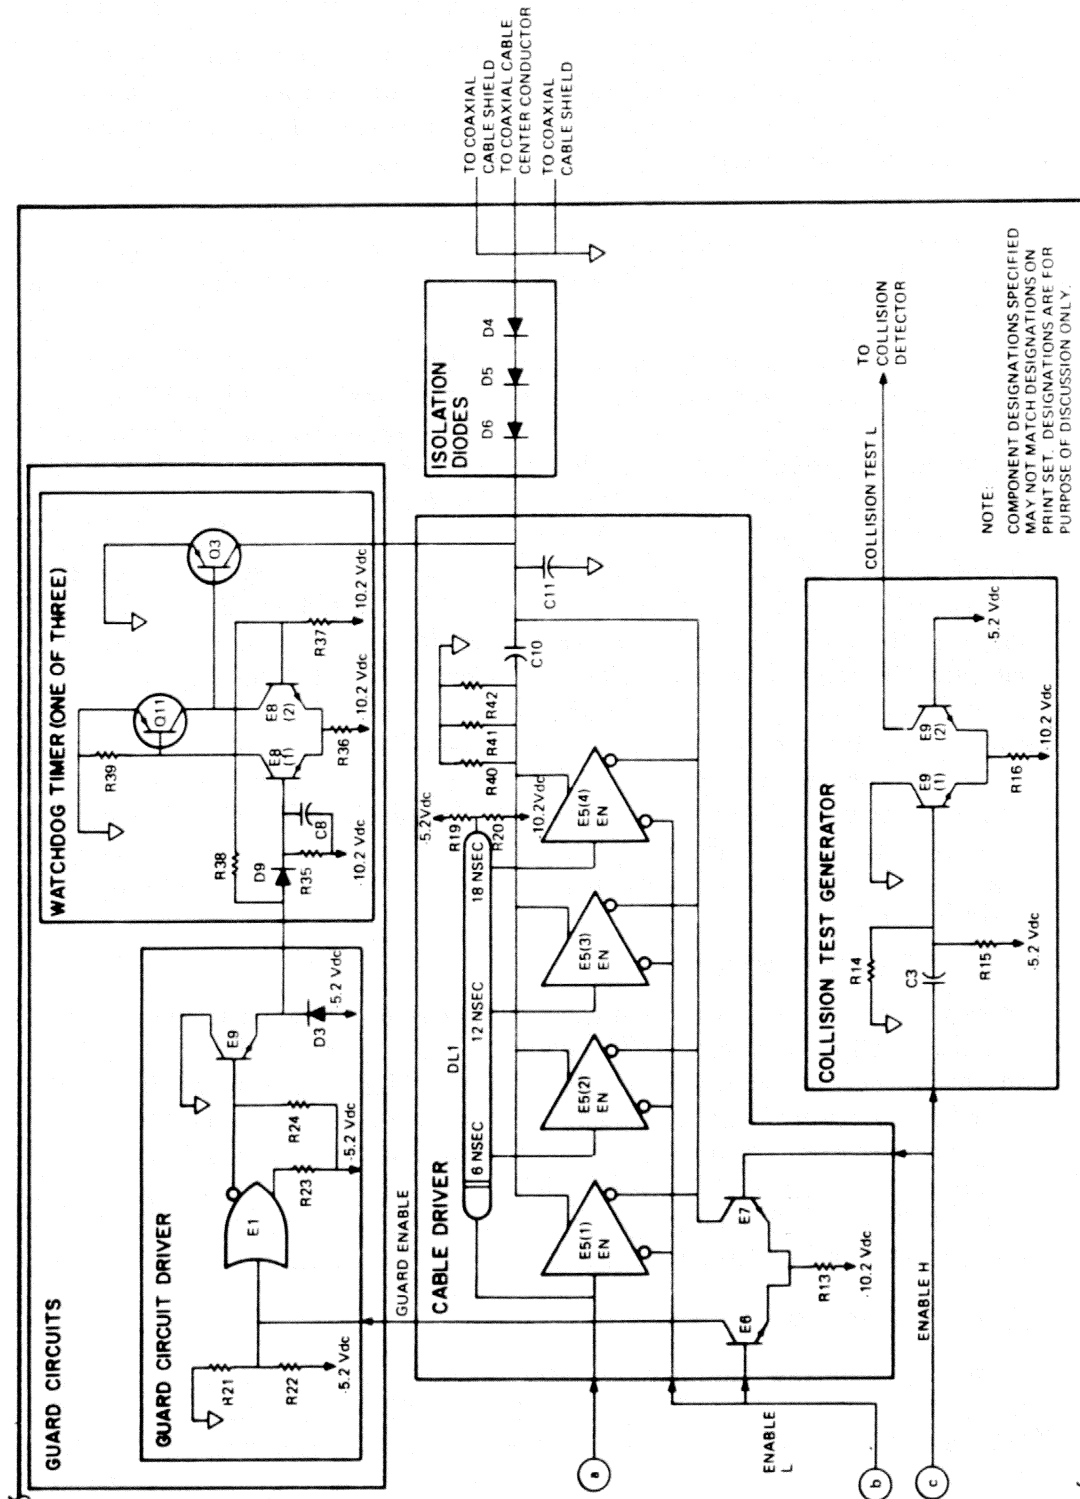 GUARD CIRCUITS
GUARD CIRCUIT DRIVER
R21
R22
-5.2 Vdc
E1
R23
R24
-5.2 Vdc
E9
D3
-5.2 Vdc
WATCHDOG TIMER (ONE OF THREE)
R39
Q11
Q3
R38
D9
R35
C8
-10.2 Vdc
E8
(1)
E8
(2)
R36
-10.2 Vdc
R37
-10.2 Vdc
GUARD ENABLE
CABLE DRIVER
DL1
6 NSEC
12 NSEC
18 NSEC
-5.2Vdc
R19
R20
-10.2Vdc
R40
R41
R42
C10
C11
E5(1)
EN
E5(2)
EN
E5(3)
EN
E5(4)
EN
E6
E7
R13
-10.2 Vdc
ISOLATION
DIODES
D6
D5
D4
TO COAXIAL
CABLE SHIELD
TO COAXIAL CABLE
CENTER CONDUCTOR
TO COAXIAL
CABLE SHIELD
a
ENABLE
L
b
c
ENABLE H
COLLISION TEST GENERATOR
R14
C3
R15
-5.2 Vdc
E9
(1)
E9
(2)
R16
-10.2 Vdc
-5.2 Vdc
COLLISION TEST L
TO
COLLISION
DETECTOR
NOTE:
COMPONENT DESIGNATIONS SPECIFIED
MAY NOT MATCH DESIGNATIONS ON
PRINT SET. DESIGNATIONS ARE FOR
PURPOSE OF DISCUSSION ONLY.